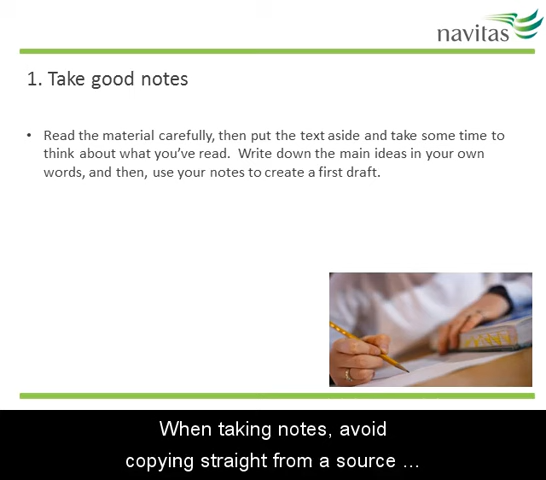 navitas
1. Take good notes
• Read the material carefully, then put the text aside and take some time to
think about what you've read.  Write down the main ideas in your own
words, and then, use your notes to create a first draft.
When taking notes, avoid
copying straight from a source ...